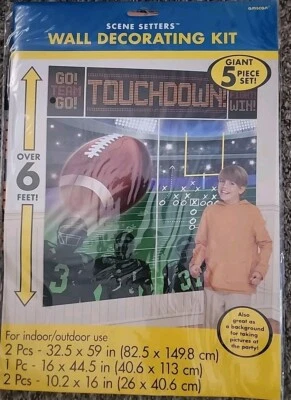 amscan
SCENE SETTERS™
WALL DECORATING KIT
GIANT
5 PIECE
SET!
GO!
TEAM
GO!
TOUCHDOWN!
WIN!
OVER
6
FEET!
Also
great as
a background
for taking
pictures at
the party!
For indoor/outdoor use
2 Pcs - 32.5 x 59 in (82.5 x 149.8 cm)
1 Pc - 16 x 44.5 in (40.6 x 113 cm)
2 Pcs - 10.2 x 16 in (26 x 40.6 cm)